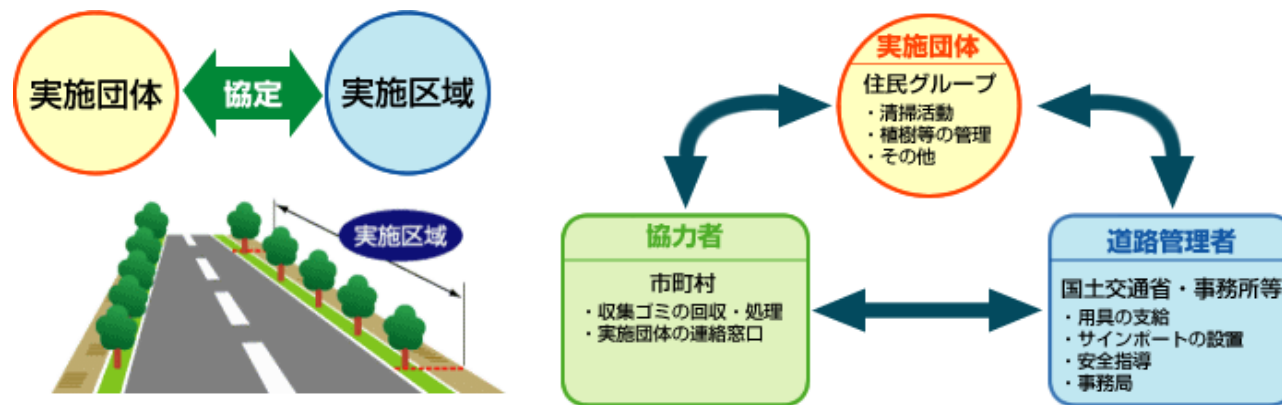 実施団体
協定
実施区域
実施区域
実施団体
住民グループ
・清掃活動
・植樹等の管理
・その他
協力者
市町村
・収集ゴミの回収・処理
・実施団体の連絡窓口
道路管理者
国土交通省・事務所等
・用具の支給
・サインポートの設置
・安全指導
・事務局